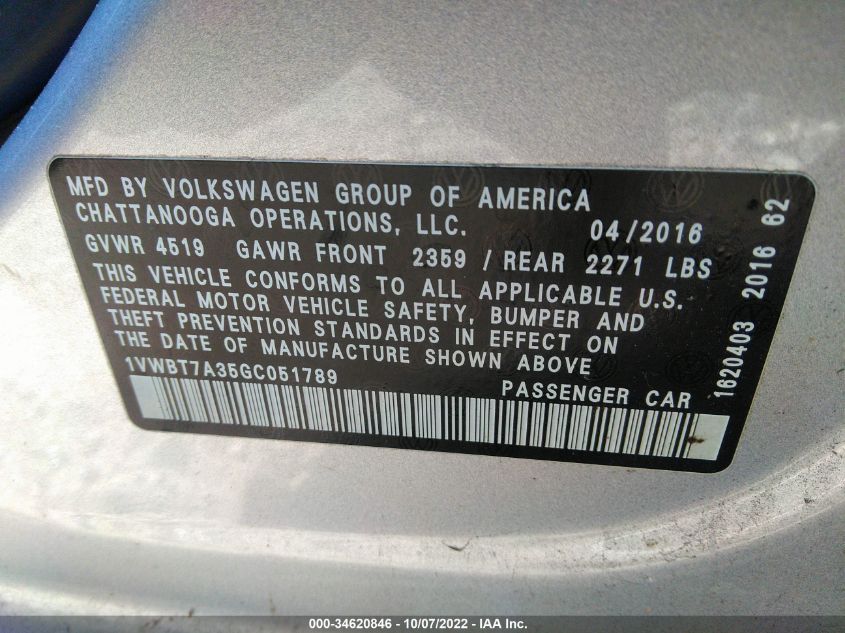 MFD BY VOLKSWAGEN GROUP OF AMERICA
CHATTANOOGA OPERATIONS, LLC. 04/2016
GVWR 4519 GAWR FRONT 2359 / REAR 2271 LBS
THIS VEHICLE CONFORMS TO ALL APPLICABLE U.S.
FEDERAL MOTOR VEHICLE SAFETY, BUMPER AND
THEFT PREVENTION STANDARDS IN EFFECT ON
THE DATE OF MANUFACTURE SHOWN ABOVE
1VWBT7A35GC051789 PASSENGER CAR
1620403 2016 62
000-34620846 - 10/07/2022 - IAA Inc.